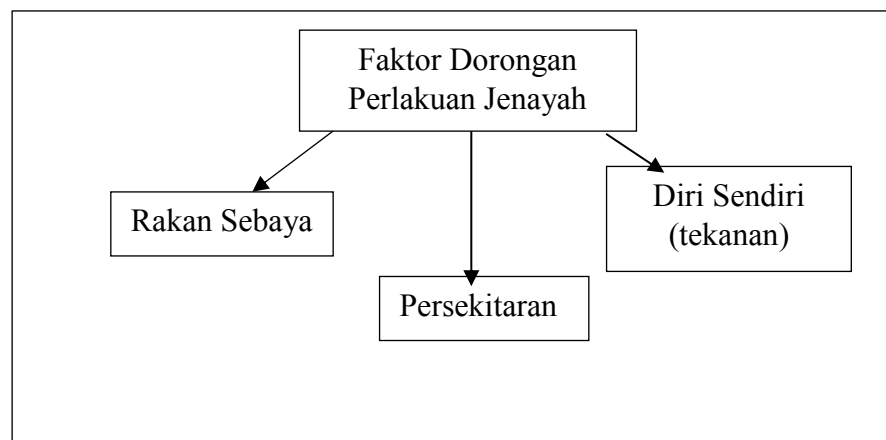 Faktor Dorongan
Perlakuan Jenayah
Rakan Sebaya
Diri Sendiri
(tekanan)
Persekitaran